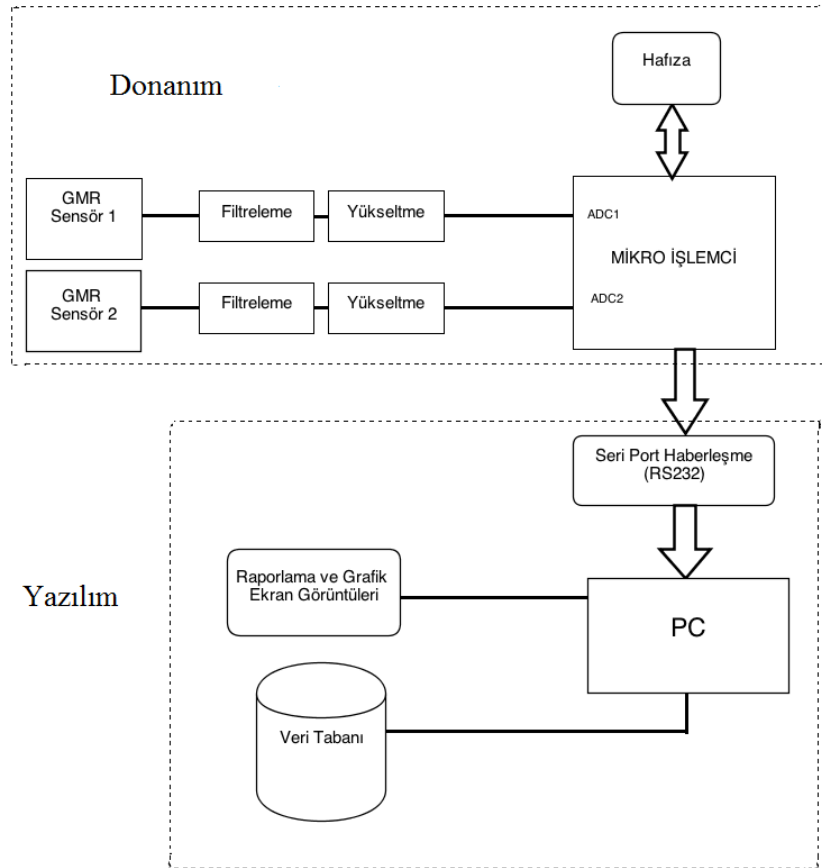 Donanım
Hafıza
GMR
Sensör 1
Filtreleme
Yükseltme
ADC1
MİKRO İŞLEMCİ
GMR
Sensör 2
Filtreleme
Yükseltme
ADC2
Seri Port Haberleşme
(RS232)
Yazılım
Raporlama ve Grafik
Ekran Görüntüleri
PC
Veri Tabanı